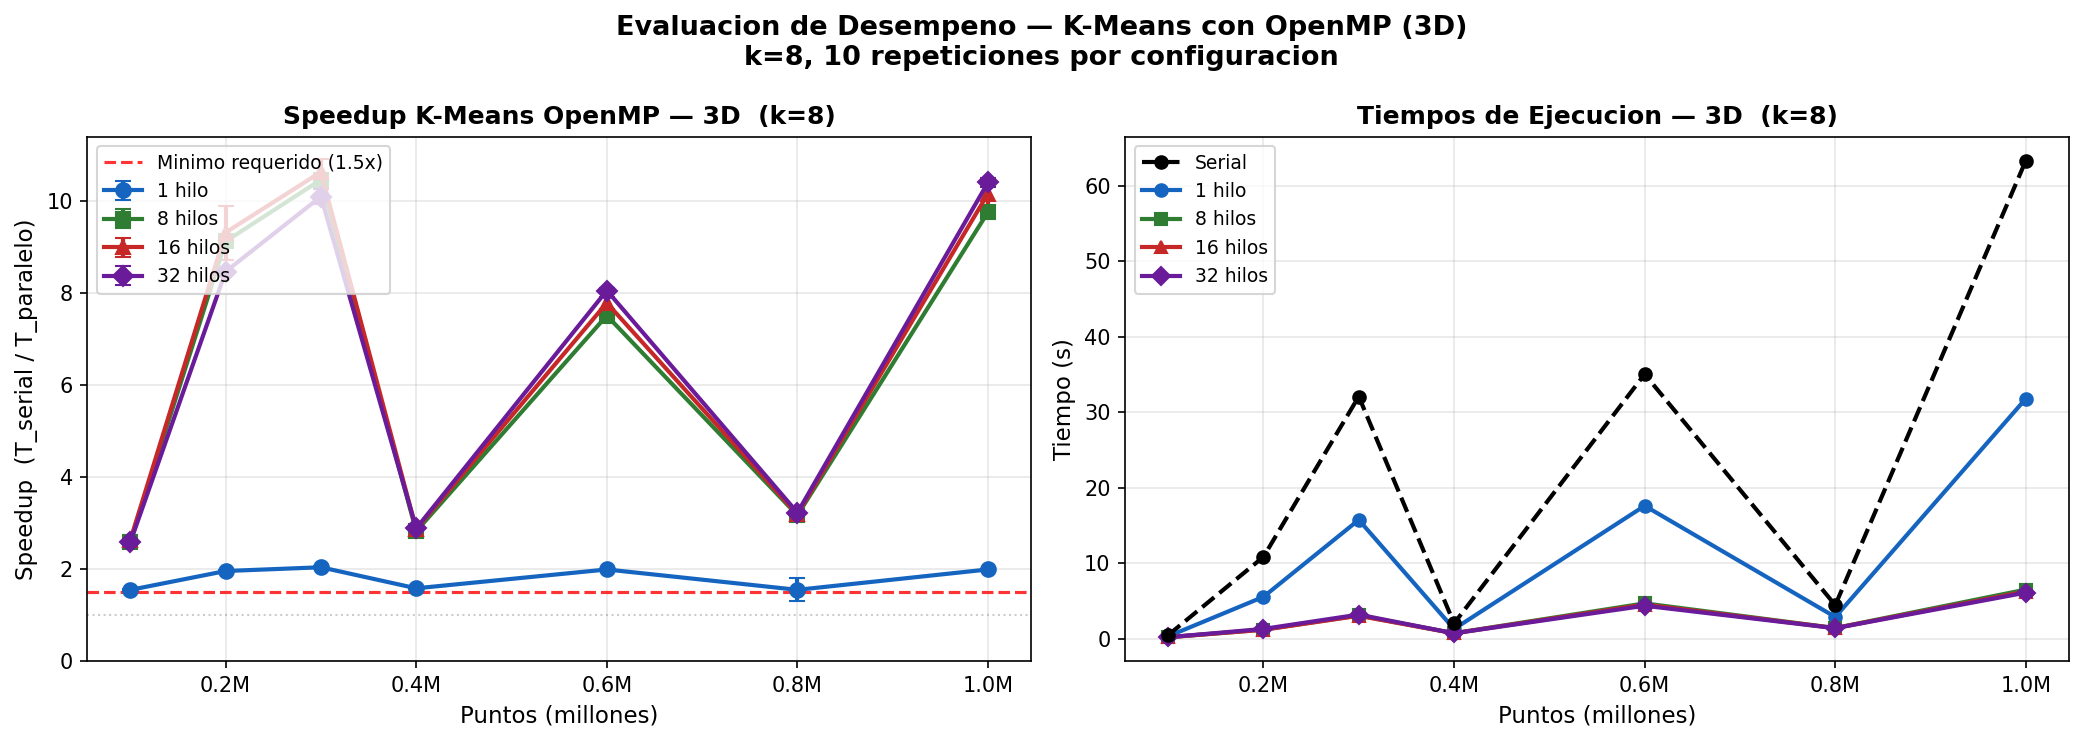 Evaluacion de Desempeno — K-Means con OpenMP (3D)
k=8, 10 repeticiones por configuracion
Speedup K-Means OpenMP — 3D  (k=8)
Speedup  (T_serial / T_paralelo)
10
8
6
4
2
0
Minimo requerido (1.5x)
1 hilo
8 hilos
16 hilos
32 hilos
0.2M
0.4M
0.6M
0.8M
1.0M
Puntos (millones)
Tiempos de Ejecucion — 3D  (k=8)
Tiempo (s)
60
50
40
30
20
10
0
Serial
1 hilo
8 hilos
16 hilos
32 hilos
0.2M
0.4M
0.6M
0.8M
1.0M
Puntos (millones)